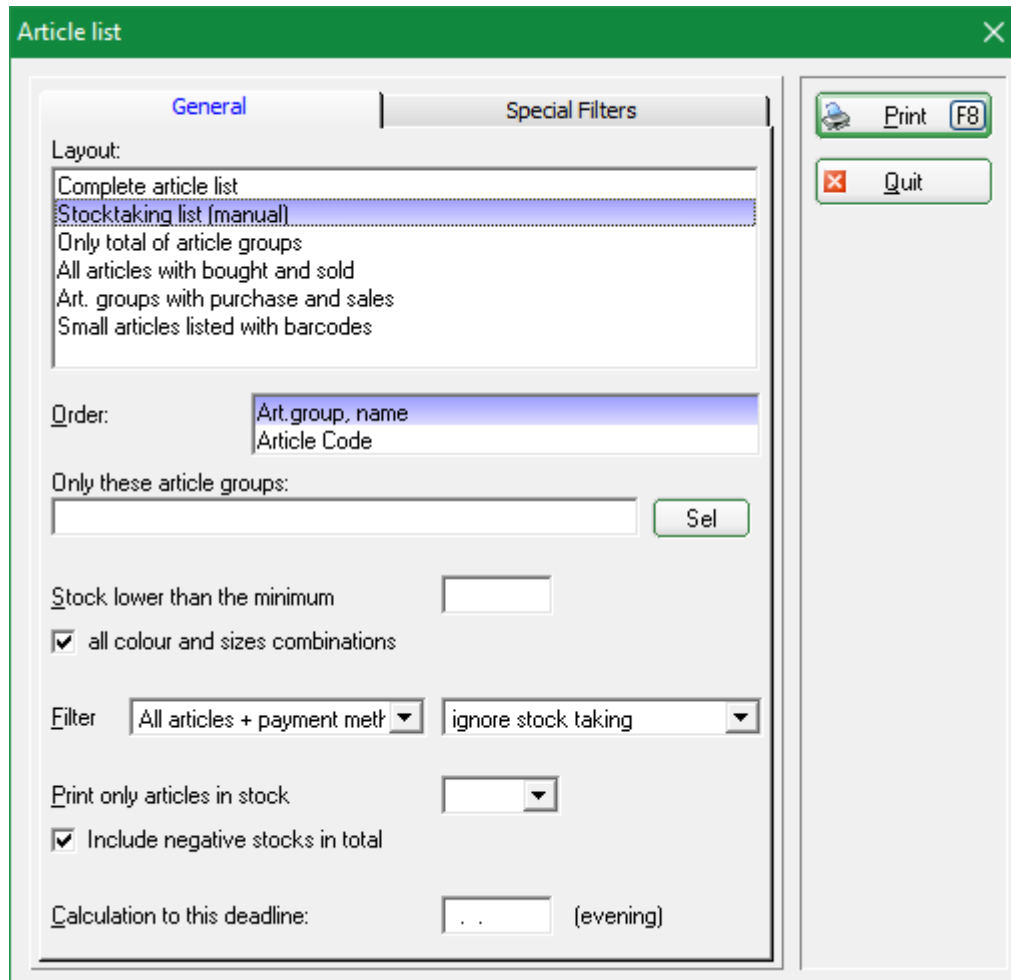 Article list
General
Special Filters
Print F8
Layout:
Complete article list
Quit
Stocktaking list (manual)
Only total of article groups
All articles with bought and sold
Art. groups with purchase and sales
Small articles listed with barcodes
Order:
Art.group, name
Article Code
Only these article groups:
Sel
Stock lower than the minimum
all colour and sizes combinations
Filter All articles + payment meth ignore stock taking
Print only articles in stock
Include negative stocks in total
Calculation to this deadline: . . (evening)